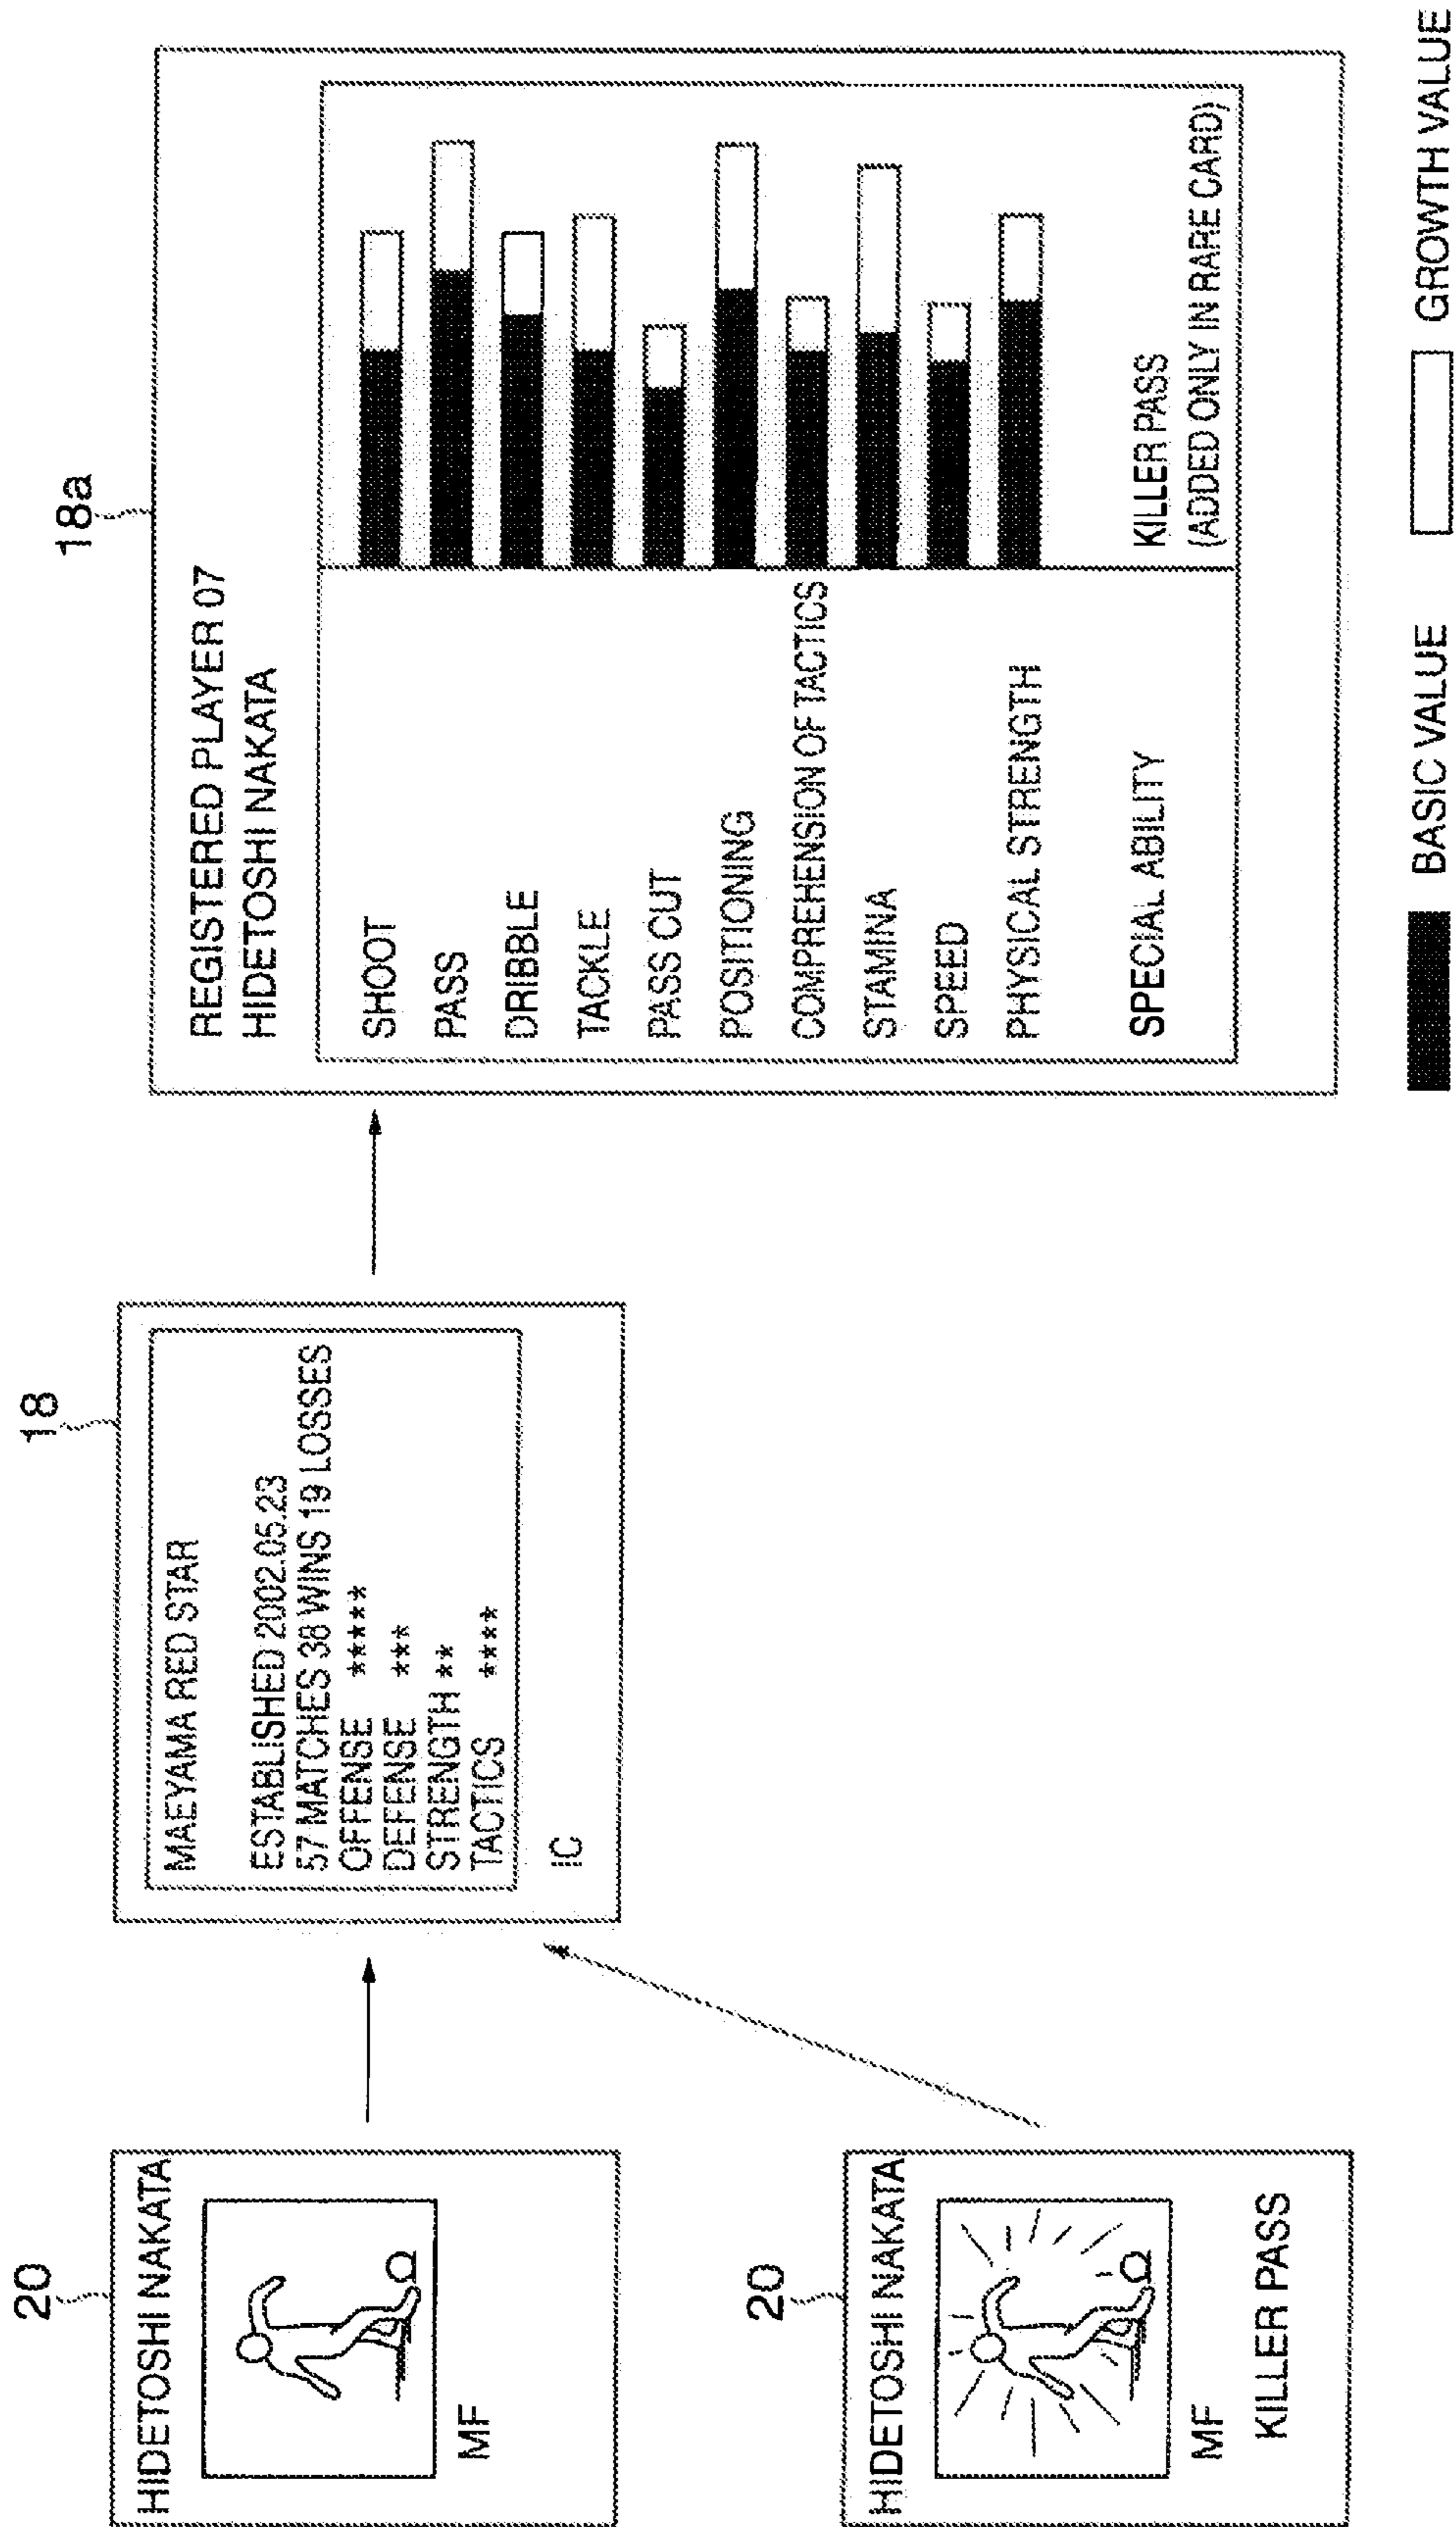 20
HIDETOSHI NAKATA
MF
20
HIDETOSHI NAKATA
MF
KILLER PASS
18
MAEYAMA RED STAR
ESTABLISHED 2002.05.23
57 MATCHES 38 WINS 19 LOSSES
OFFENSE *****
DEFENSE ***
STRENGTH **
TACTICS ****
IC
18a
REGISTERED PLAYER 07
HIDETOSHI NAKATA
SHOOT
PASS
DRIBBLE
TACKLE
PASS CUT
POSITIONING
COMPREHENSION OF TACTICS
STAMINA
SPEED
PHYSICAL STRENGTH
SPECIAL ABILITY
KILLER PASS
(ADDED ONLY IN RARE CARD)
BASIC VALUE
GROWTH VALUE